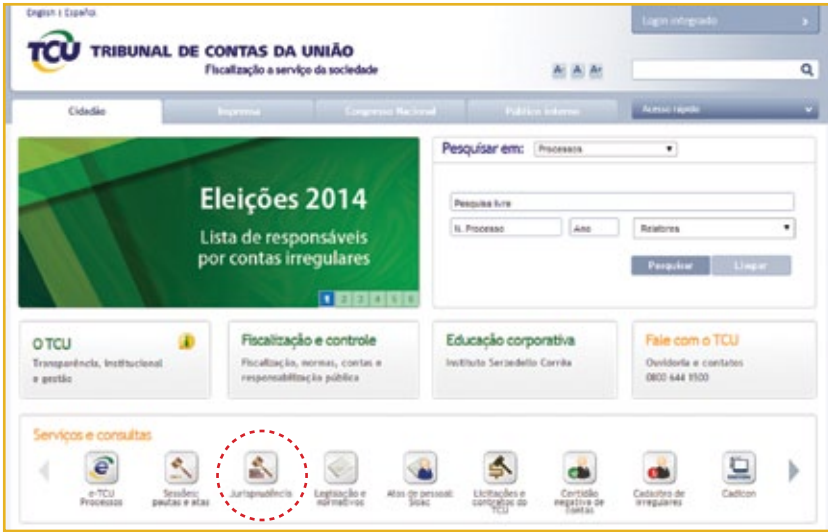 English | Español
Login integrado
TCU TRIBUNAL DE CONTAS DA UNIÃO
Fiscalização a serviço da sociedade
A- A A+
Cidadão
Imprensa
Congresso Nacional
Público interno
Acesso rápido
Eleições 2014
Lista de responsáveis
por contas irregulares
1 2 3 4 5 6
Pesquisar em: Processos
Pesquisa livre
N. Processo
Ano
Relatores
Pesquisar
Limpar
O TCU
Transparência, institucional
e gestão
Fiscalização e controle
Fiscalização, normas, contas e
responsabilização pública
Educação corporativa
Instituto Serzedello Corrêa
Fale com o TCU
Ouvidoria e contatos
0800 644 1500
Serviços e consultas
e-TCU
Processos
Sessões:
pautas e atas
Jurisprudência
Legislação e
normativos
Atos de pessoal:
Sisac
Licitações e
contratos do
TCU
Certidão
negativa de
contas
Cadastro de
irregulares
Cadicon